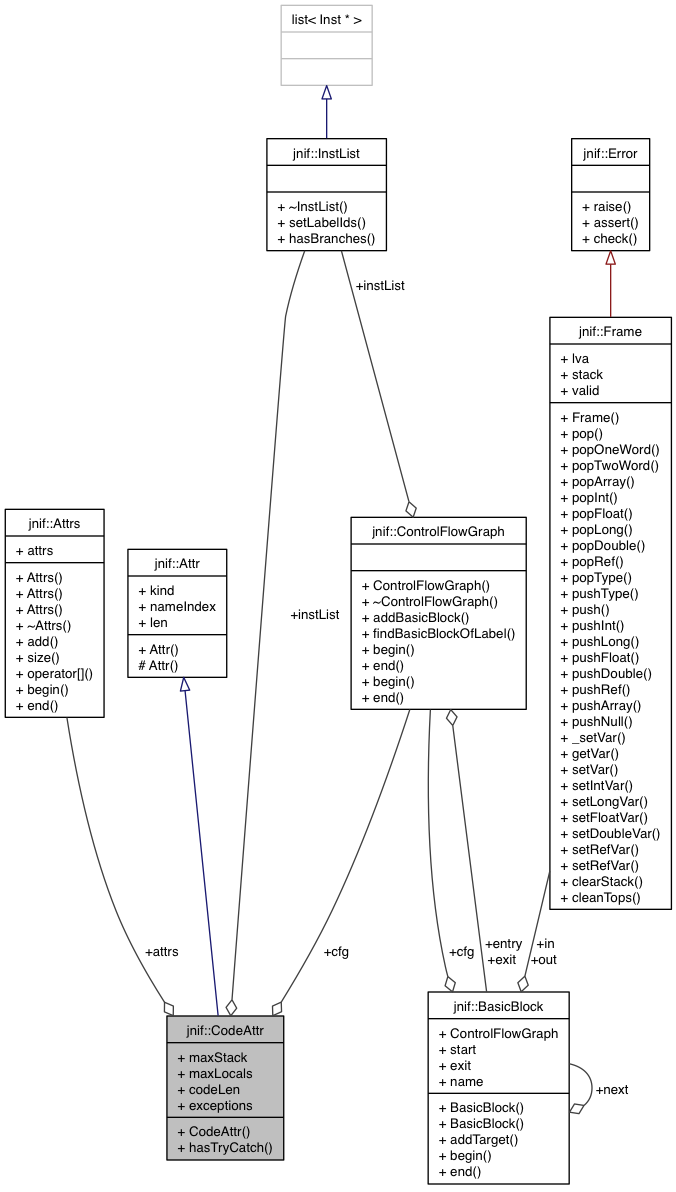 list< Inst * >
jnif::InstList
+ ~InstList()
+ setLabelIds()
+ hasBranches()
jnif::Error
+ raise()
+ assert()
+ check()
+instList
jnif::Frame
+ lva
+ stack
+ valid
+ Frame()
+ pop()
+ popOneWord()
+ popTwoWord()
+ popArray()
+ popInt()
+ popFloat()
+ popLong()
+ popDouble()
+ popRef()
+ popType()
+ pushType()
+ push()
+ pushInt()
+ pushLong()
+ pushFloat()
+ pushDouble()
+ pushRef()
+ pushArray()
+ pushNull()
+ _setVar()
+ getVar()
+ setVar()
+ setIntVar()
+ setLongVar()
+ setFloatVar()
+ setDoubleVar()
+ setRefVar()
+ setRefVar()
+ clearStack()
+ cleanTops()
jnif::Attrs
+ attrs
+ Attrs()
+ Attrs()
+ Attrs()
+ ~Attrs()
+ add()
+ size()
+ operator[]()
+ begin()
+ end()
jnif::Attr
+ kind
+ nameIndex
+ len
+ Attr()
# Attr()
+instList
jnif::ControlFlowGraph
+ ControlFlowGraph()
+ ~ControlFlowGraph()
+ addBasicBlock()
+ findBasicBlockOfLabel()
+ begin()
+ end()
+ begin()
+ end()
+attrs
+cfg
+cfg
+entry
+exit
+in
+out
jnif::CodeAttr
+ maxStack
+ maxLocals
+ codeLen
+ exceptions
+ CodeAttr()
+ hasTryCatch()
jnif::BasicBlock
+ ControlFlowGraph
+ start
+ exit
+ name
+ BasicBlock()
+ BasicBlock()
+ addTarget()
+ begin()
+ end()
+next